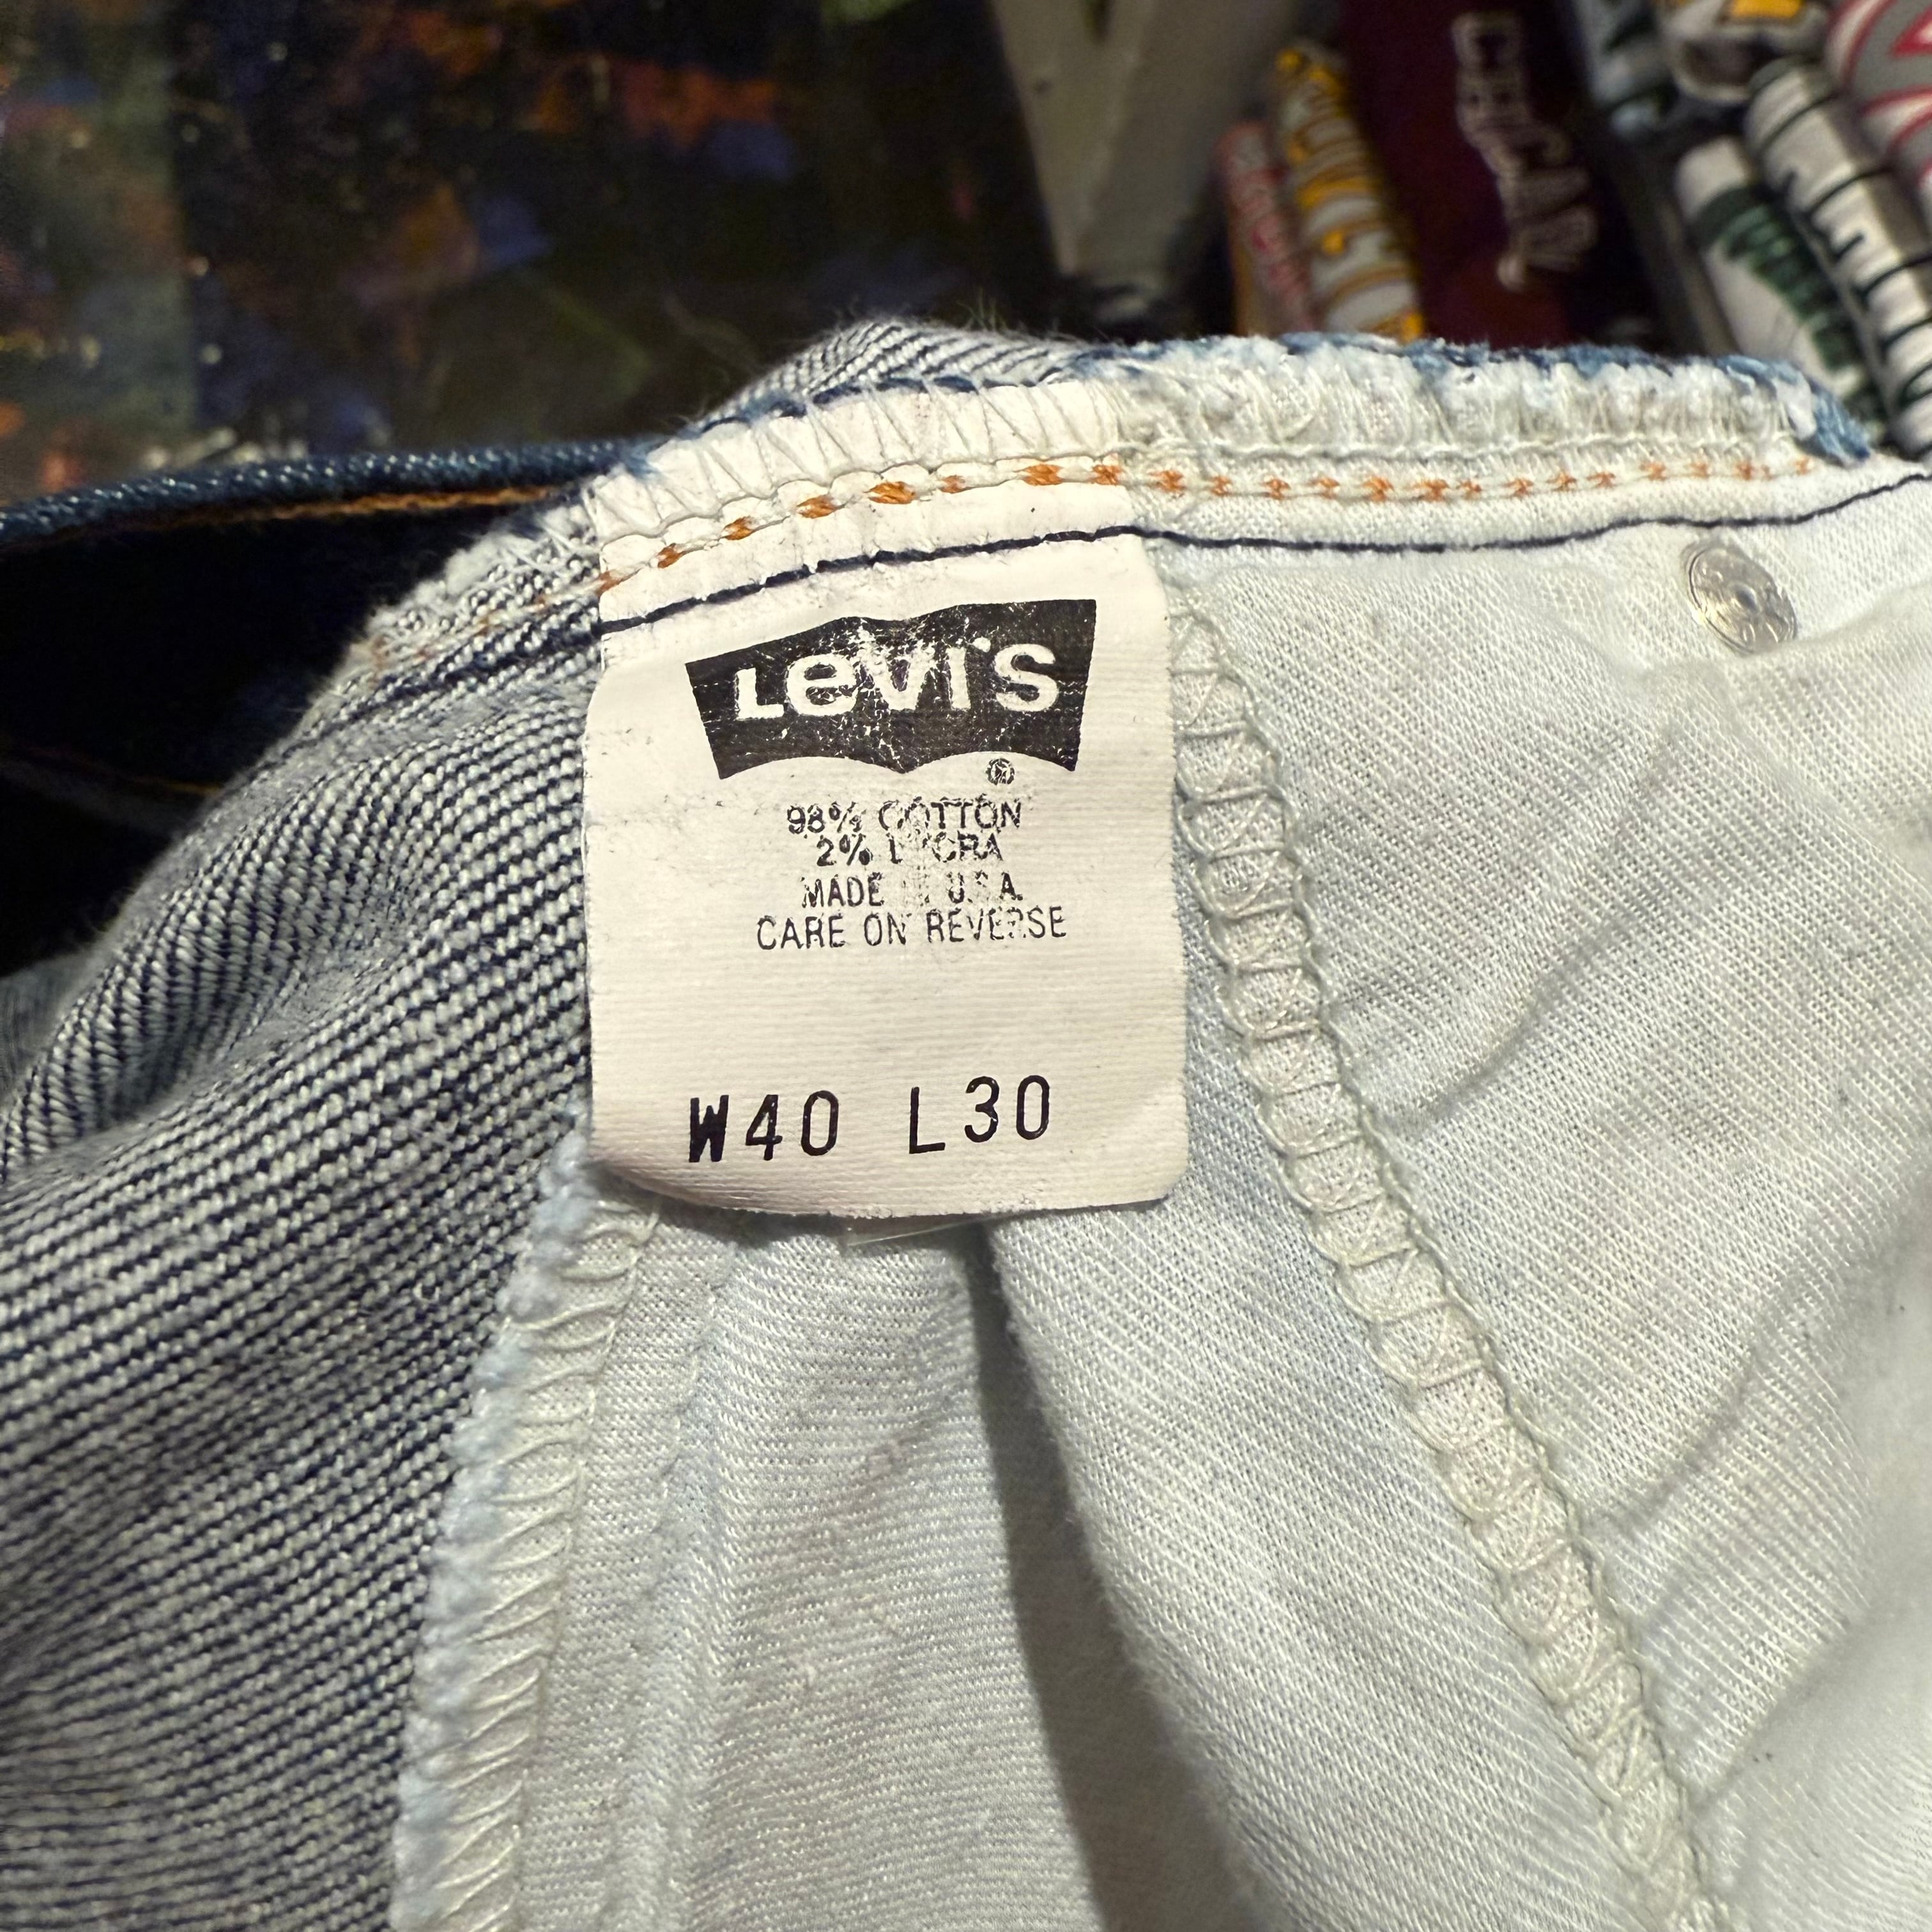 LEVI'S
®
98% COTTON
2% LYCRA
MADE IN U.S.A.
CARE ON REVERSE
W40 L30